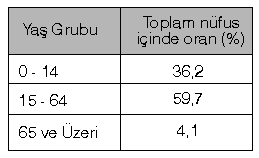 Yaş Grubu
Toplam nüfus
içinde oran (%)
0 - 14
36,2
15 - 64
59,7
65 ve Üzeri
4,1